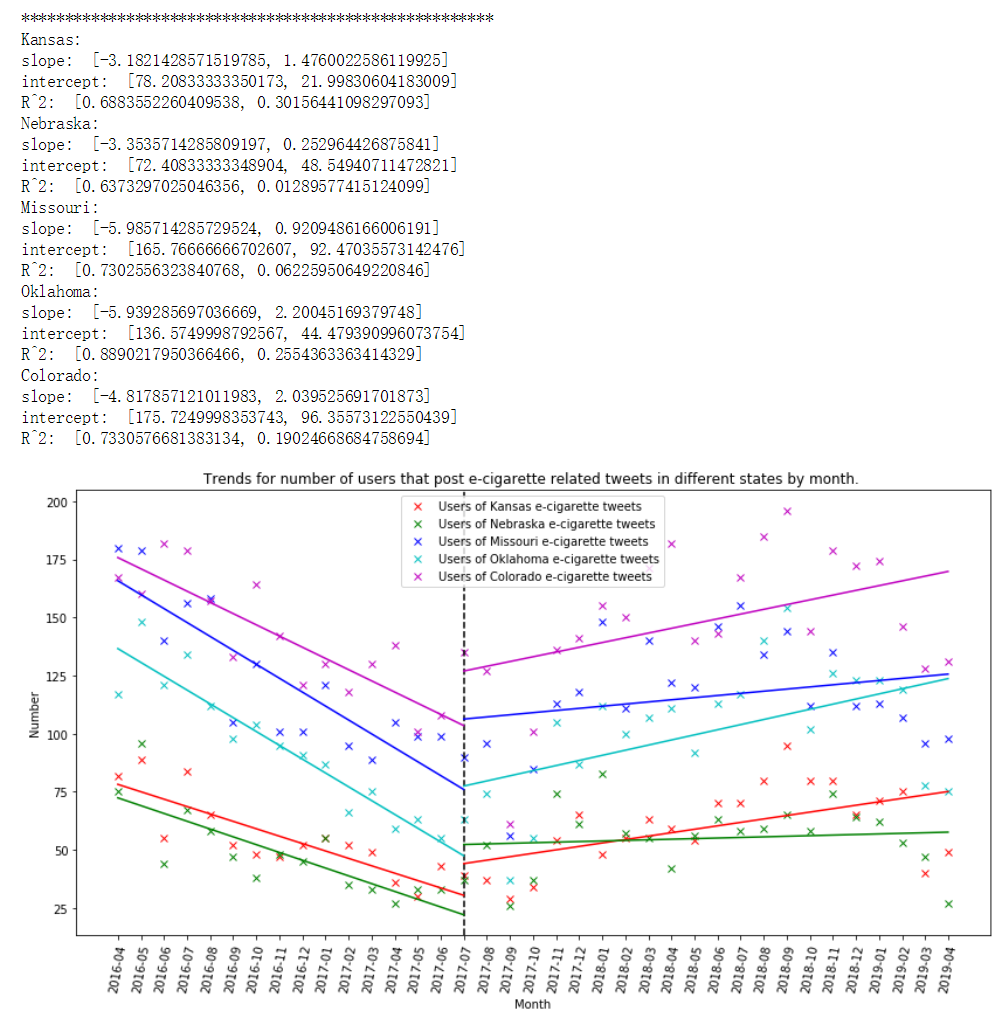 ******************************************************
Kansas:
slope:  [-3.1821428571519785, 1.4760022586119925]
intercept:  [78.20833333350173, 21.99830604183009]
R^2:  [0.6883552260409538, 0.30156441098297093]
Nebraska:
slope:  [-3.3535714285809197, 0.252964426875841]
intercept:  [72.40833333348904, 48.54940711472821]
R^2:  [0.6373297025046356, 0.01289577415124099]
Missouri:
slope:  [-5.985714285729524, 0.9209486166006191]
intercept:  [165.76666666702607, 92.47035573142476]
R^2:  [0.7302556323840768, 0.06225950649220846]
Oklahoma:
slope:  [-5.939285697036669, 2.20045169379748]
intercept:  [136.5749998792567, 44.479390996073754]
R^2:  [0.8890217950366466, 0.2554363363414329]
Colorado:
slope:  [-4.817857121011983, 2.039525691701873]
intercept:  [175.7249998353743, 96.35573122550439]
R^2:  [0.7330576681383134, 0.19024668684758694]
Trends for number of users that post e-cigarette related tweets in different states by month.
Users of Kansas e-cigarette tweets
Users of Nebraska e-cigarette tweets
Users of Missouri e-cigarette tweets
Users of Oklahoma e-cigarette tweets
Users of Colorado e-cigarette tweets
200
175
150
125
100
75
50
25
Number
2016-04
2016-05
2016-06
2016-07
2016-08
2016-09
2016-10
2016-11
2016-12
2017-01
2017-02
2017-03
2017-04
2017-05
2017-06
2017-07
2017-08
2017-09
2017-10
2017-11
2017-12
2018-01
2018-02
2018-03
2018-04
2018-05
2018-06
2018-07
2018-08
2018-09
2018-10
2018-11
2018-12
2019-01
2019-02
2019-03
2019-04
Month